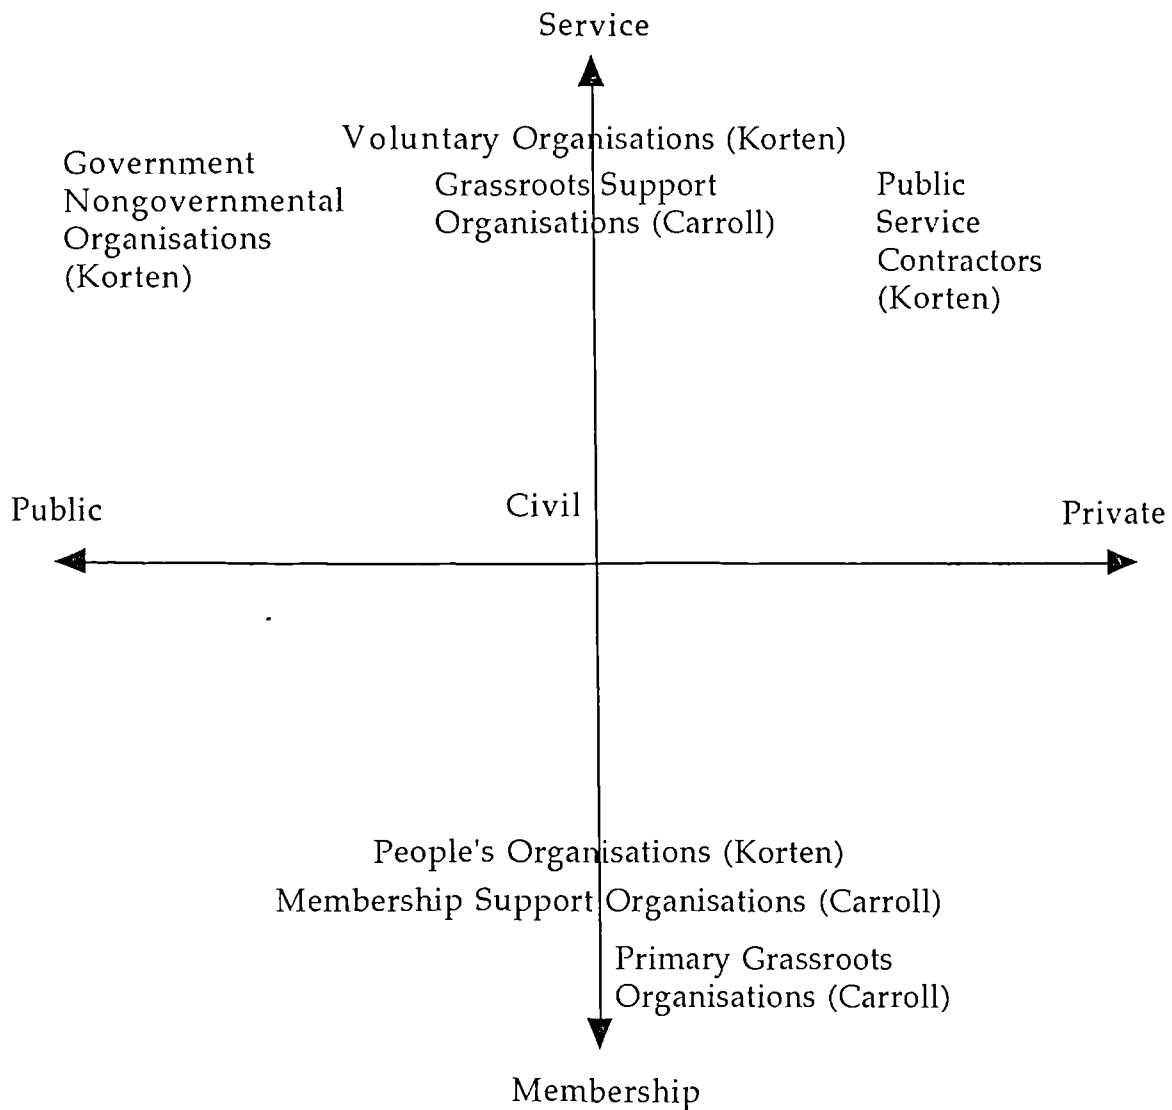 Service
Voluntary Organisations (Korten)
Government
Nongovernmental
Organisations
(Korten)
Grassroots Support
Organisations (Carroll)
Public
Service
Contractors
(Korten)
Public
Civil
Private
People's Organisations (Korten)
Membership Support Organisations (Carroll)
Primary Grassroots
Organisations (Carroll)
Membership